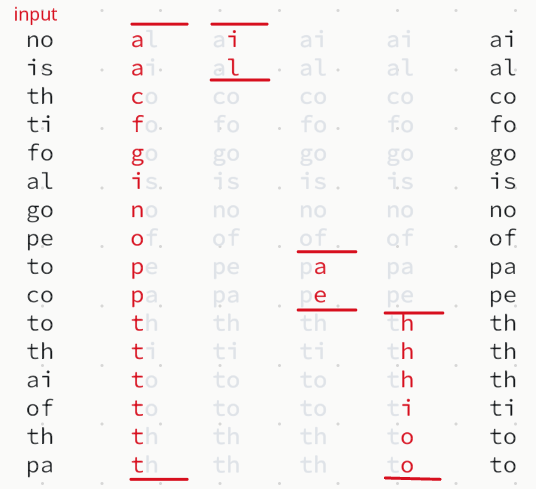 input
no al ai ai ai ai
is ai al al al al
th co co co co co
ti fo fo fo fo fo
fo go go go go go
al is is is is is
go no no no no no
pe of of of of of
to pe pe pa pa pa
co pa pa pe pe pe
to th th th th th
th ti ti ti th th
ai to to to th th
of to to to ti ti
th th th th to to
pa th th th to to